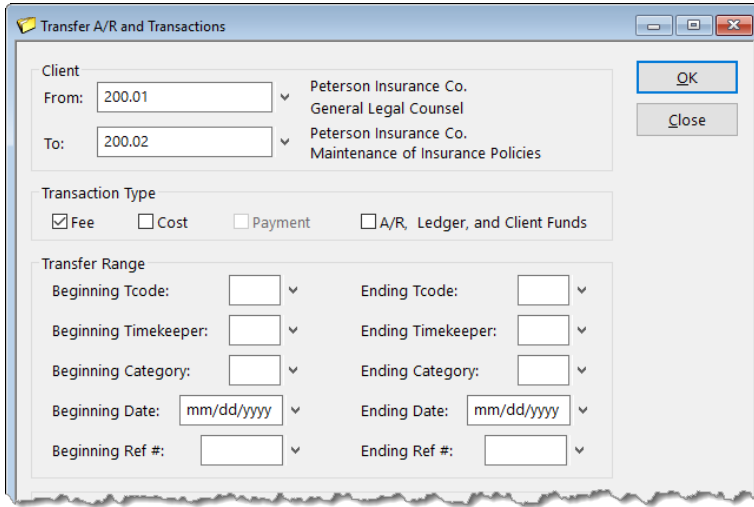 Transfer A/R and Transactions
OK
Close
Client
From: 200.01 Peterson Insurance Co.
General Legal Counsel
To: 200.02 Peterson Insurance Co.
Maintenance of Insurance Policies
Transaction Type
Fee Cost Payment A/R, Ledger, and Client Funds
Transfer Range
Beginning Tcode: Ending Tcode:
Beginning Timekeeper: Ending Timekeeper:
Beginning Category: Ending Category:
Beginning Date: mm/dd/yyyy Ending Date: mm/dd/yyyy
Beginning Ref #: Ending Ref #: